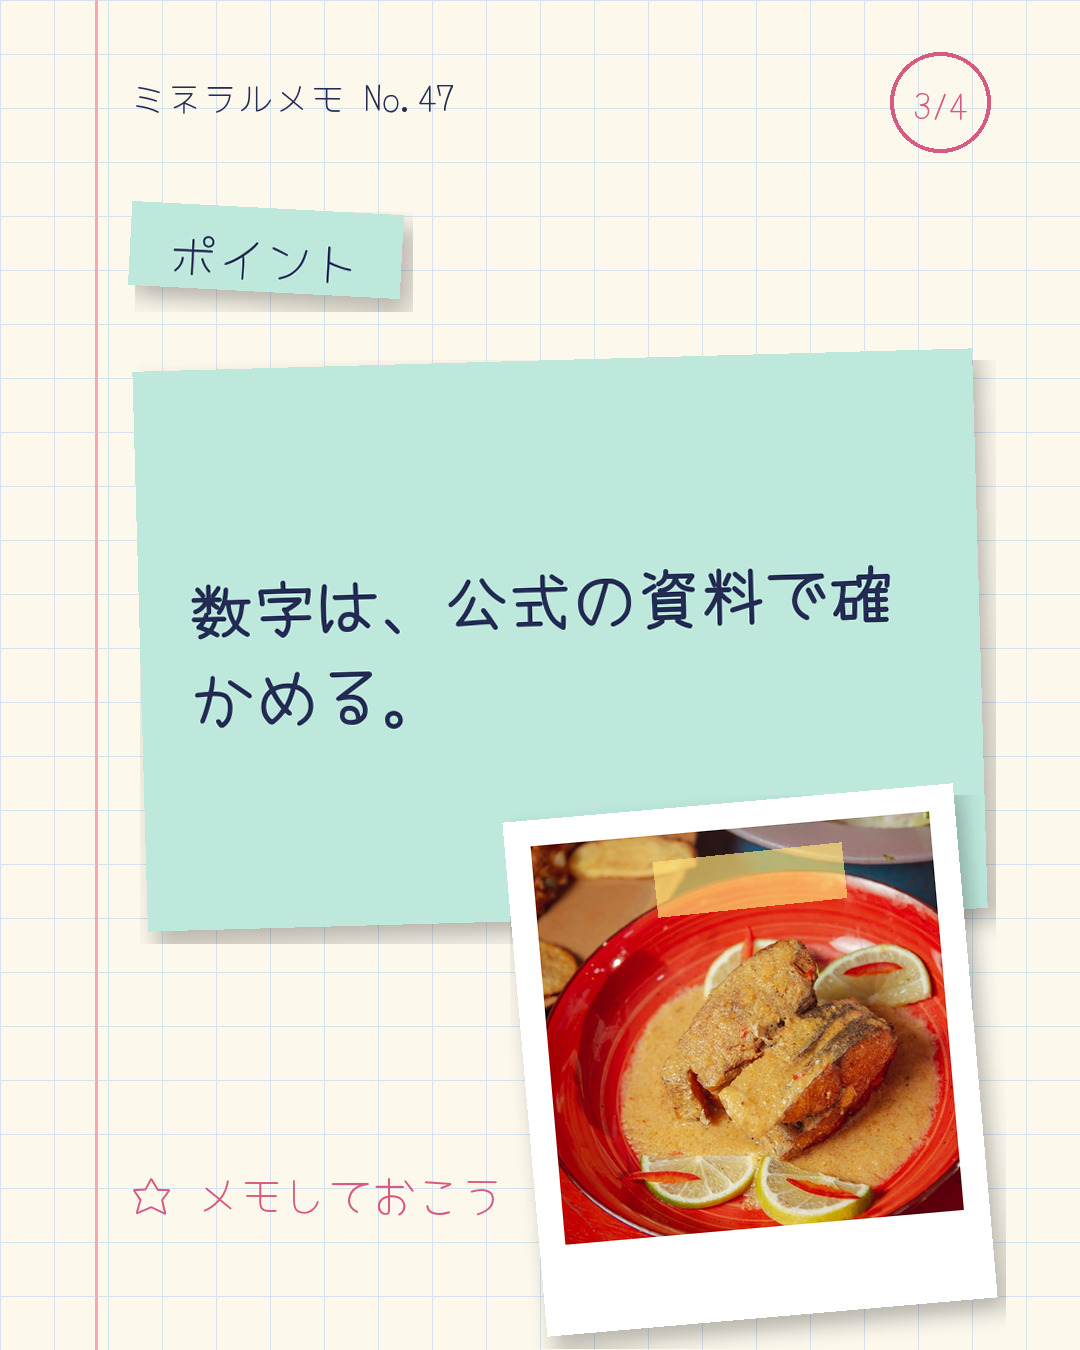 ミネラルメモ No.47
3/4
ポイント
数字は、公式の資料で確
かめる。
☆ メモしておこう